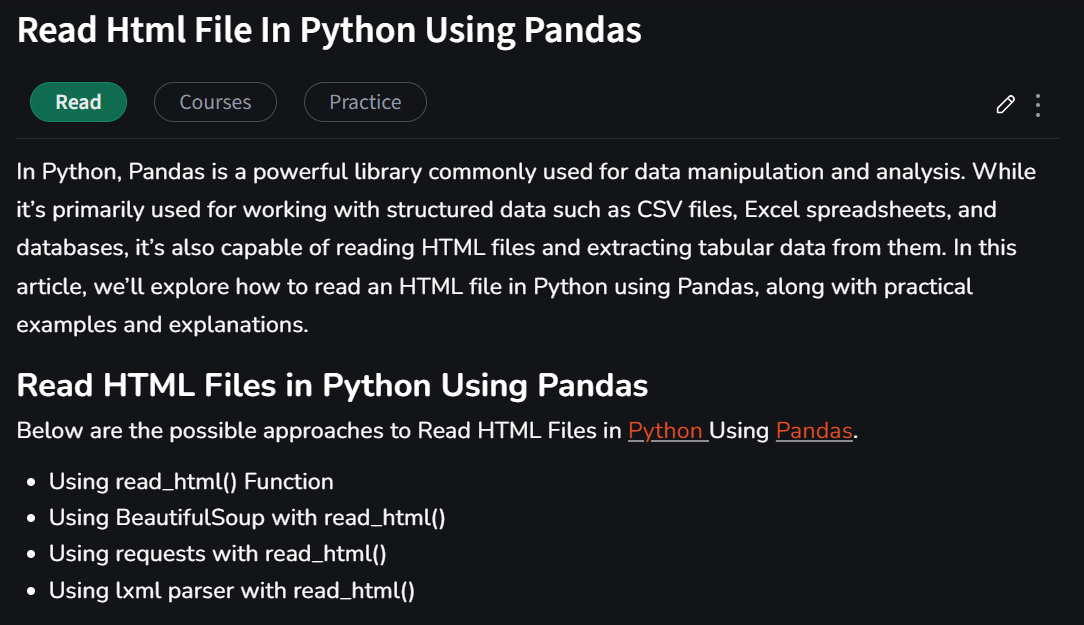 Read Html File In Python Using Pandas
Read
Courses
Practice
In Python, Pandas is a powerful library commonly used for data manipulation and analysis. While
it’s primarily used for working with structured data such as CSV files, Excel spreadsheets, and
databases, it’s also capable of reading HTML files and extracting tabular data from them. In this
article, we’ll explore how to read an HTML file in Python using Pandas, along with practical
examples and explanations.
Read HTML Files in Python Using Pandas
Below are the possible approaches to Read HTML Files in Python Using Pandas.
• Using read_html() Function
• Using BeautifulSoup with read_html()
• Using requests with read_html()
• Using lxml parser with read_html()